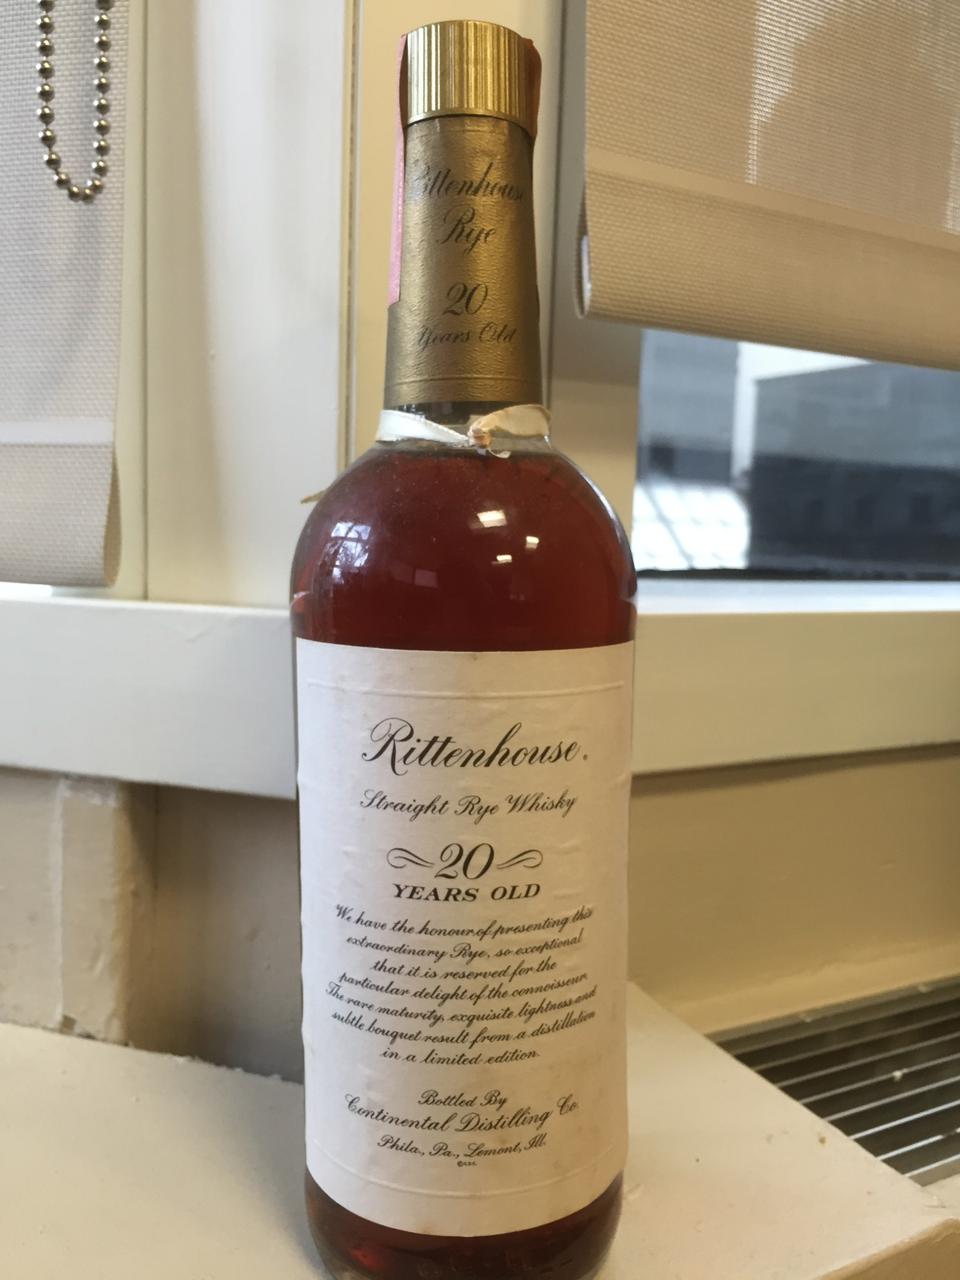 Rittenhouse
Rye
20
Years Old
Rittenhouse.
Straight Rye Whisky
20
YEARS OLD
We have the honour of presenting this
extraordinary Rye, so exceptional
that it is reserved for the
particular delight of the connoisseur.
The rare maturity, exquisite lightness and
subtle bouquet result from a distillation
in a limited edition.
Bottled By
Continental Distilling Co.
Phila., Pa., Lemont, Ill.